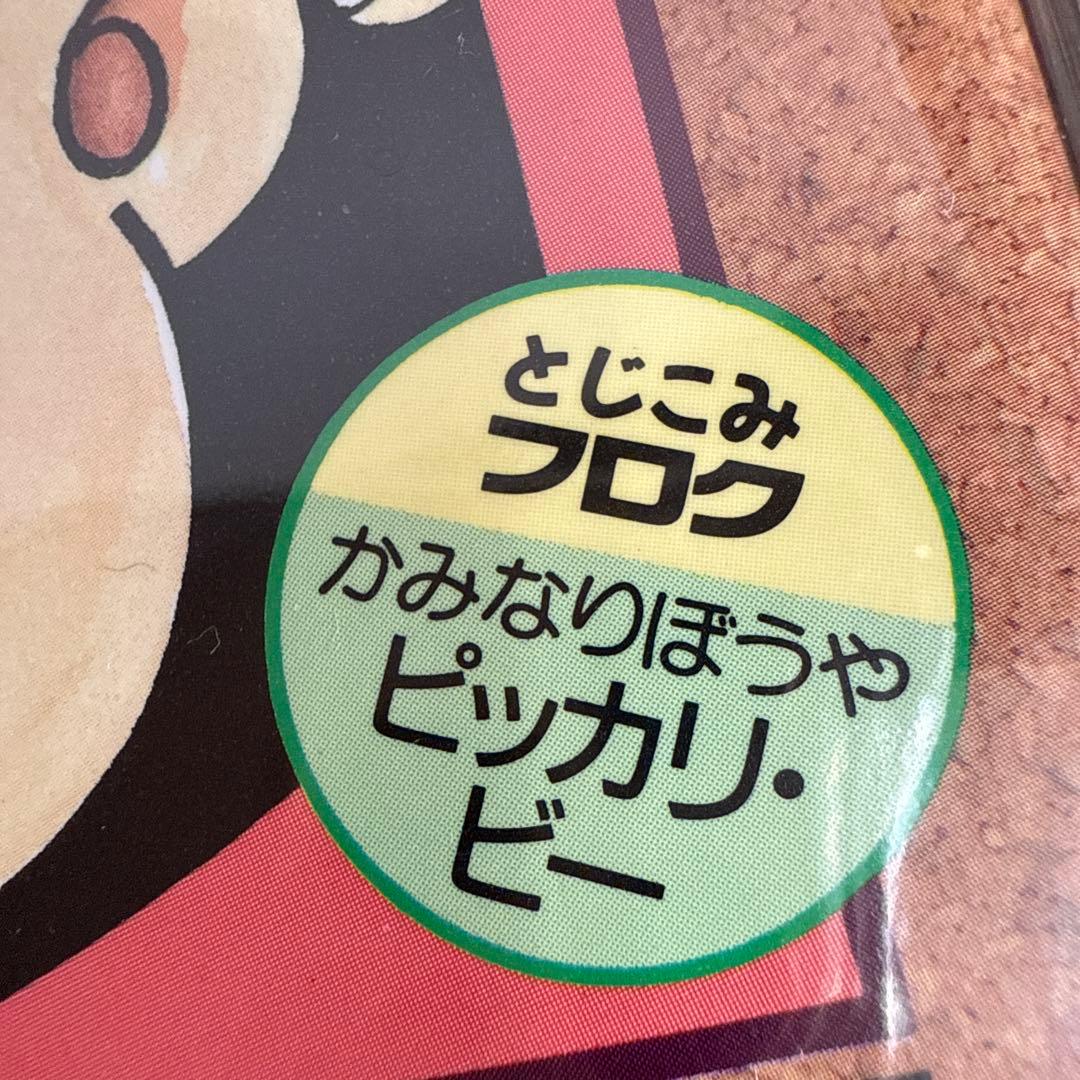 とじこみ
フロク
かみなりぼうや
ピッカリ・
ビー